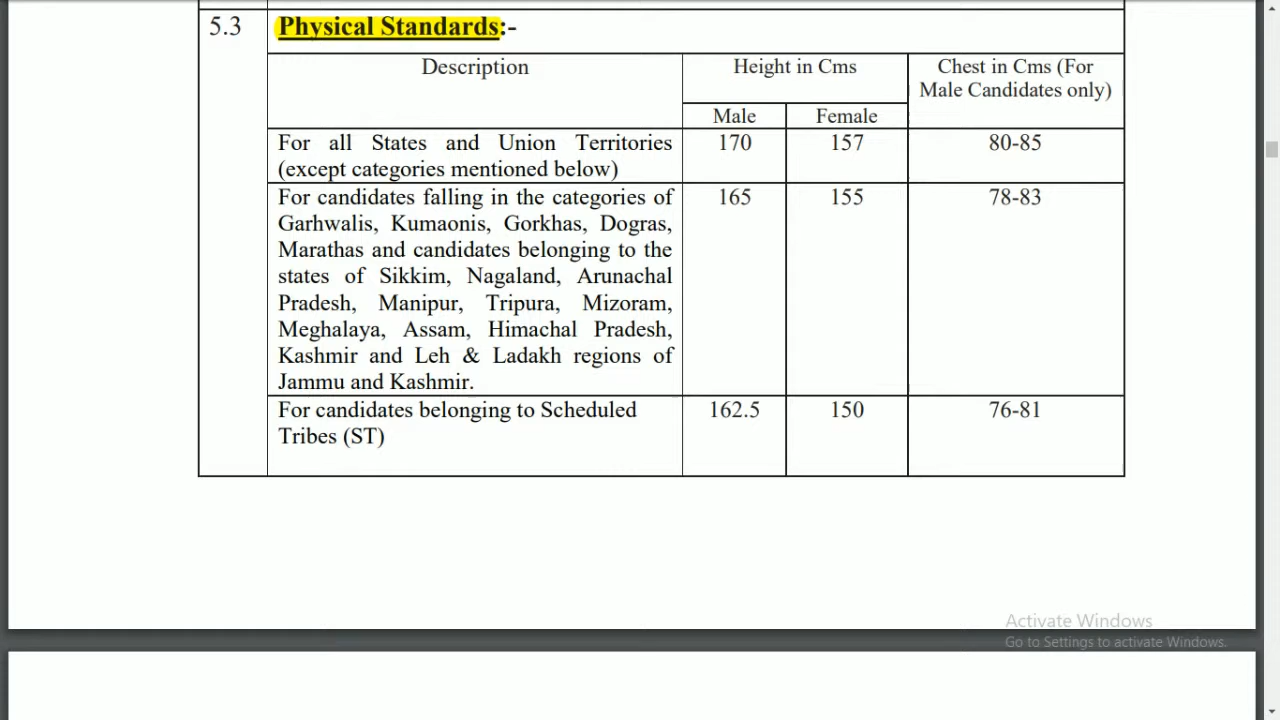 5.3 Physical Standards:-
Description Height in Cms Chest in Cms (For
Male Candidates only)
Male Female
For all States and Union Territories 170 157 80-85
(except categories mentioned below)
For candidates falling in the categories of 165 155 78-83
Garhwalis, Kumaonis, Gorkhas, Dogras,
Marathas and candidates belonging to the
states of Sikkim, Nagaland, Arunachal
Pradesh, Manipur, Tripura, Mizoram,
Meghalaya, Assam, Himachal Pradesh,
Kashmir and Leh & Ladakh regions of
Jammu and Kashmir.
For candidates belonging to Scheduled 162.5 150 76-81
Tribes (ST)
Activate Windows
Go to Settings to activate Windows.